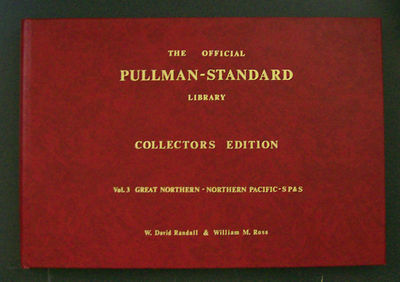 THE OFFICIAL
PULLMAN-STANDARD
LIBRARY
COLLECTORS EDITION
Vol. 3 GREAT NORTHERN - NORTHERN PACIFIC - S P & S
W. David Randall & William M. Ross